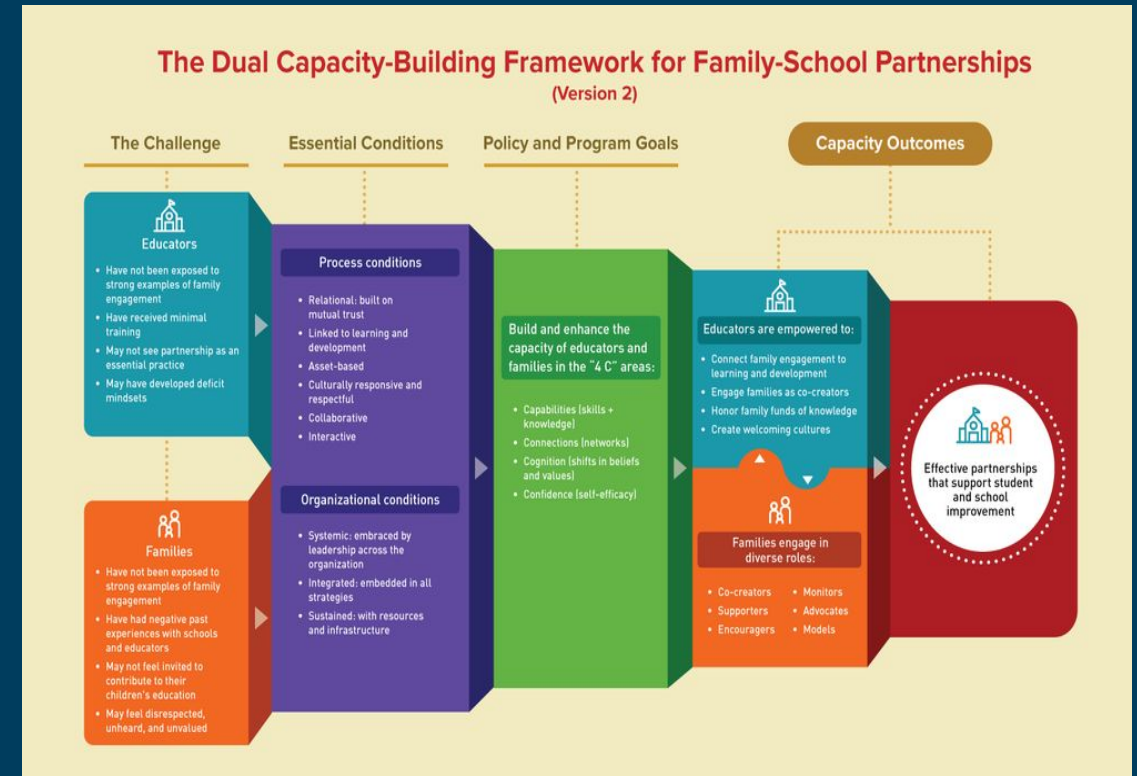 The Dual Capacity-Building Framework for Family-School Partnerships
(Version 2)
The Challenge
Essential Conditions
Policy and Program Goals
Capacity Outcomes
Educators
• Have not been exposed to
strong examples of family
engagement
• Have received minimal
training
• May not see partnership as an
essential practice
• May have developed deficit
mindsets
Families
• Have not been exposed to
strong examples of family
engagement
• Have had negative past
experiences with schools
and educators
• May not feel invited to
contribute to their
children's education
• May feel disrespected,
unheard, and unvalued
Process conditions
• Relational: built on
mutual trust
• Linked to learning and
development
• Asset-based
• Culturally responsive and
respectful
• Collaborative
• Interactive
Organizational conditions
• Systemic: embraced by
leadership across the
organization
• Integrated: embedded in all
strategies
• Sustained: with resources
and infrastructure
Build and enhance the
capacity of educators and
families in the "4 C" areas:
• Capabilities (skills +
knowledge)
• Connections (networks)
• Cognition (shifts in beliefs
and values)
• Confidence (self-efficacy)
Educators are empowered to:
• Connect family engagement to
learning and development
• Engage families as co-creators
• Honor family funds of knowledge
• Create welcoming cultures
Families engage in
diverse roles:
• Co-creators
• Supporters
• Encouragers
• Monitors
• Advocates
• Models
Effective partnerships
that support student
and school
improvement